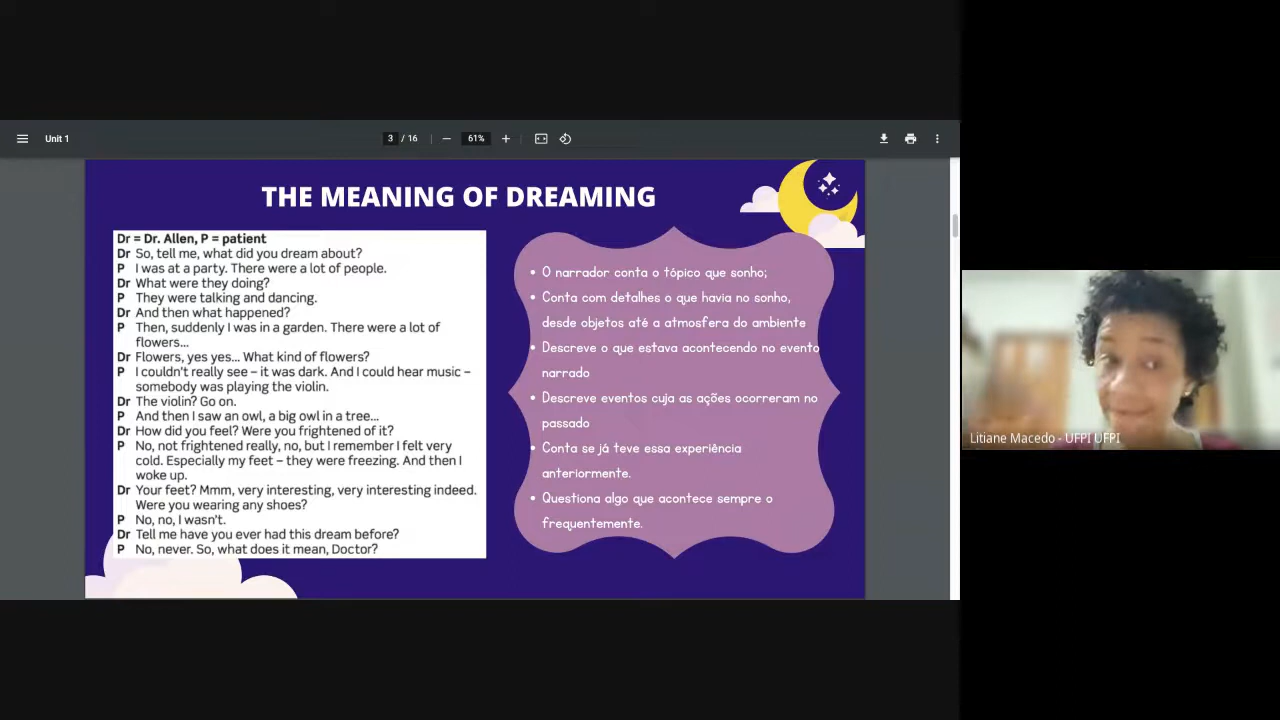 Unit 1
3 / 16
61%
THE MEANING OF DREAMING
Dr = Dr. Allen, P = patient
Dr So, tell me, what did you dream about?
P I was at a party. There were a lot of people.
Dr What were they doing?
P They were talking and dancing.
Dr And then what happened?
P Then, suddenly I was in a garden. There were a lot of
flowers...
Dr Flowers, yes yes... What kind of flowers?
P I couldn't really see – it was dark. And I could hear music –
somebody was playing the violin.
Dr The violin? Go on.
P And then I saw an owl, a big owl in a tree...
Dr How did you feel? Were you frightened of it?
P No, not frightened really, no, but I remember I felt very
cold. Especially my feet – they were freezing. And then I
woke up.
Dr Your feet? Mmm, very interesting, very interesting indeed.
Were you wearing any shoes?
P No, no, I wasn't.
Dr Tell me have you ever had this dream before?
P No, never. So, what does it mean, Doctor?
• O narrador conta o tópico que sonho;
• Conta com detalhes o que havia no sonho,
desde objetos até a atmosfera do ambiente
• Descreve o que estava acontecendo no evento
narrado
• Descreve eventos cuja as ações ocorreram no
passado
• Conta se já teve essa experiência
anteriormente.
• Questiona algo que acontece sempre o
frequentemente.
Litiane Macedo - UFPI UFPI